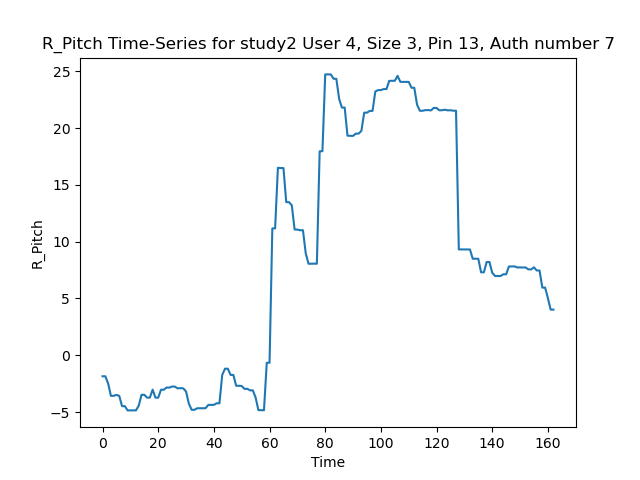 R_Pitch Time-Series for study2 User 4, Size 3, Pin 13, Auth number 7
25
20
15
10
5
0
−5
R_Pitch
0 20 40 60 80 100 120 140 160
Time